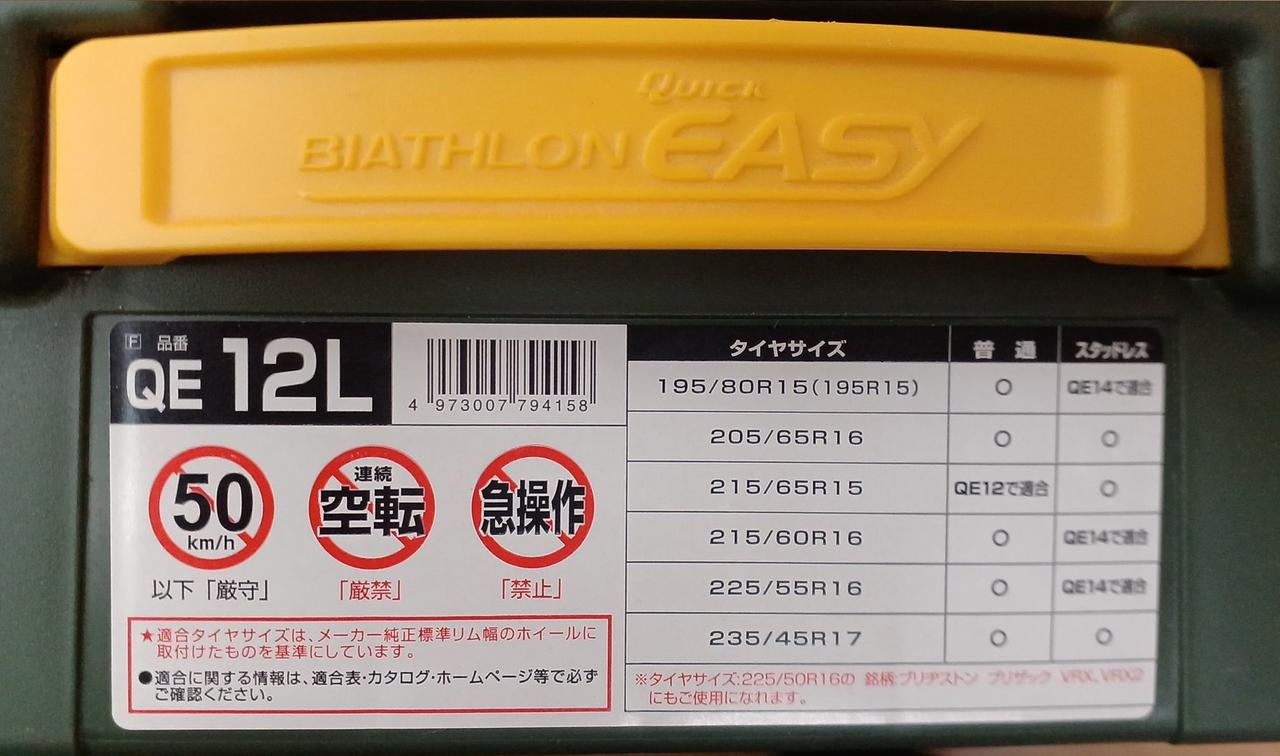 Quick
BIATHLON EASY
F 品番
QE 12L
4 973007 794158
50
km/h
以下「厳守」
連続
空転
「厳禁」
急操作
「禁止」
★適合タイヤサイズは、メーカー純正標準リム幅のホイールに
取付けたものを基準にしています。
●適合に関する情報は、適合表・カタログ・ホームページ等で必ず
ご確認ください。
タイヤサイズ 普通 スタッドレス
195/80R15(195R15) ○ QE14で適合
205/65R16 ○ ○
215/65R15 QE12で適合 ○
215/60R16 ○ QE14で適合
225/55R16 ○ QE14で適合
235/45R17 ○ ○
※タイヤサイズ:225/50R16の 銘柄:ブリヂストン ブリザック VRX,VRX2
にもご使用になれます。